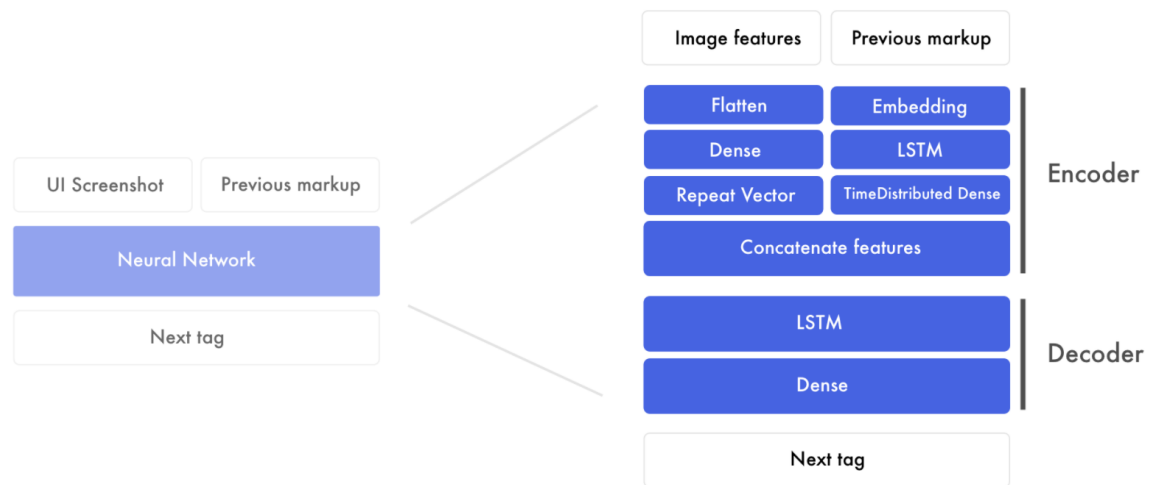 UI Screenshot
Previous markup
Neural Network
Next tag
Image features
Previous markup
Flatten
Embedding
Dense
LSTM
Repeat Vector
TimeDistributed Dense
Concatenate features
Encoder
LSTM
Dense
Decoder
Next tag